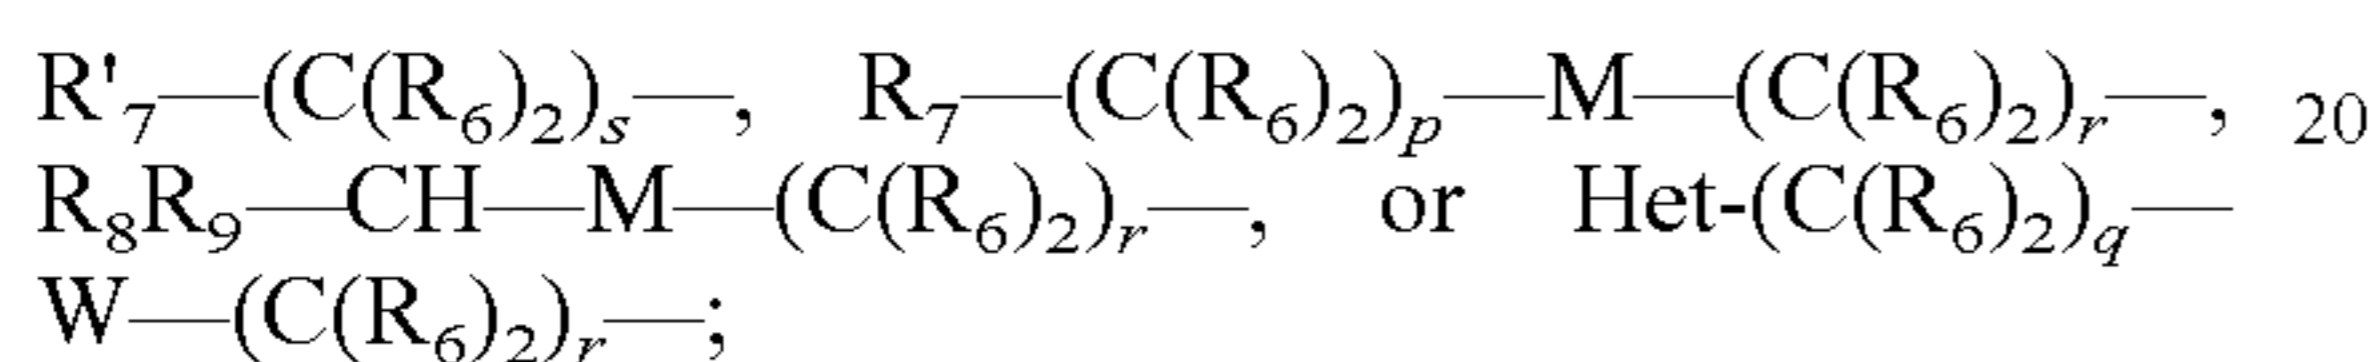 R'₇—(C(R₆)₂)ₛ—, R₇—(C(R₆)₂)ₚ—M—(C(R₆)₂)ᵣ—, 20
R₈R₉—CH—M—(C(R₆)₂)ᵣ—, or Het-(C(R₆)₂)q—
W—(C(R₆)₂)ᵣ—;